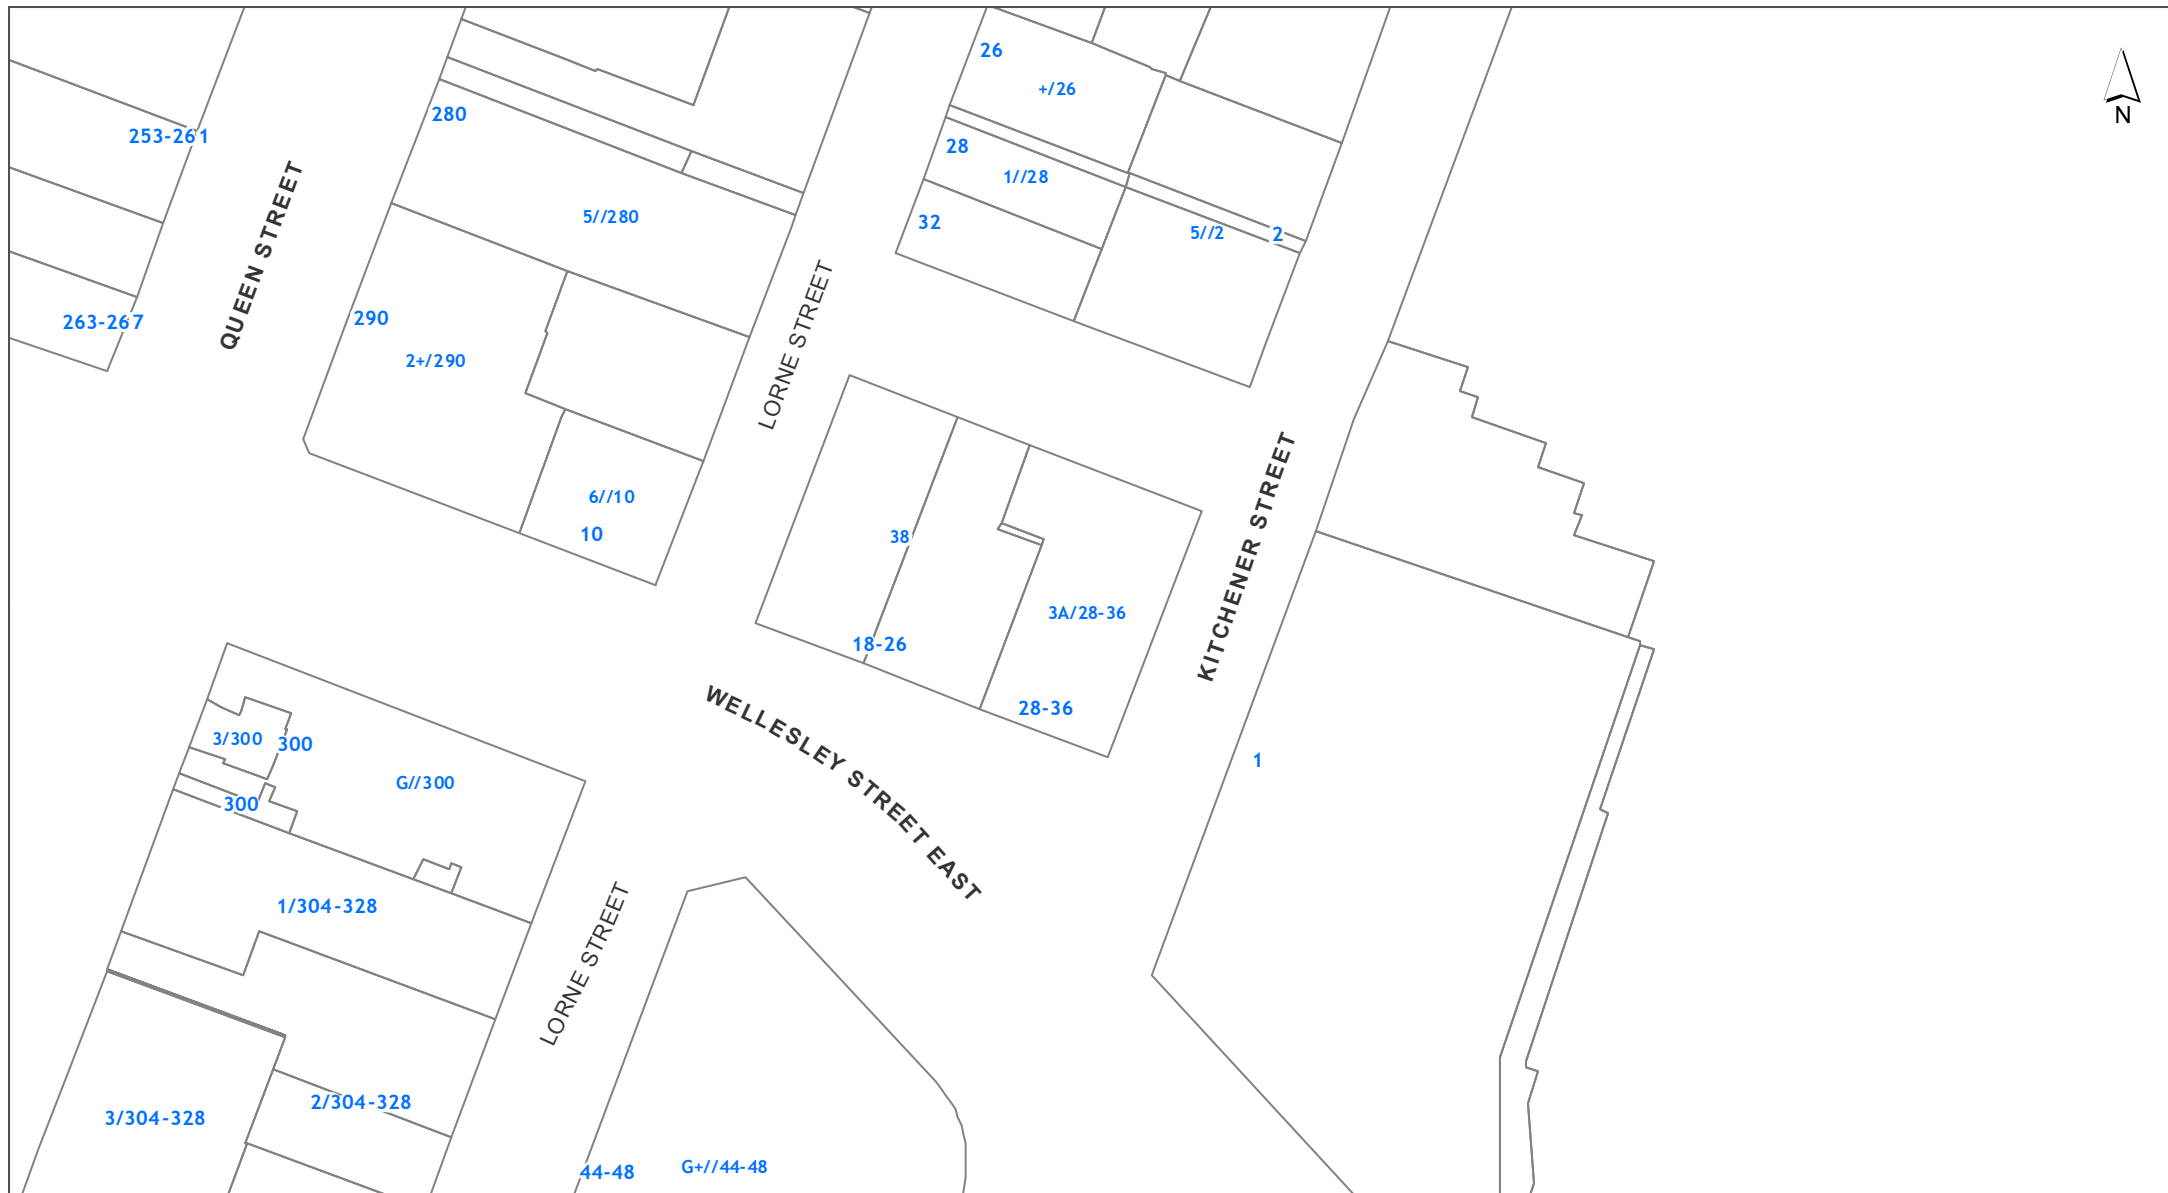 26
+/26
280
N
253-261
28
1//28
5//280
32
5//2
2
QUEEN STREET
LORNE STREET
290
263-267
2+/290
6//10
10
38
KITCHENER STREET
3A/28-36
18-26
28-36
WELLESLEY STREET EAST
3/300
300
G//300
1
300
1/304-328
LORNE STREET
2/304-328
3/304-328
44-48
G+//44-48